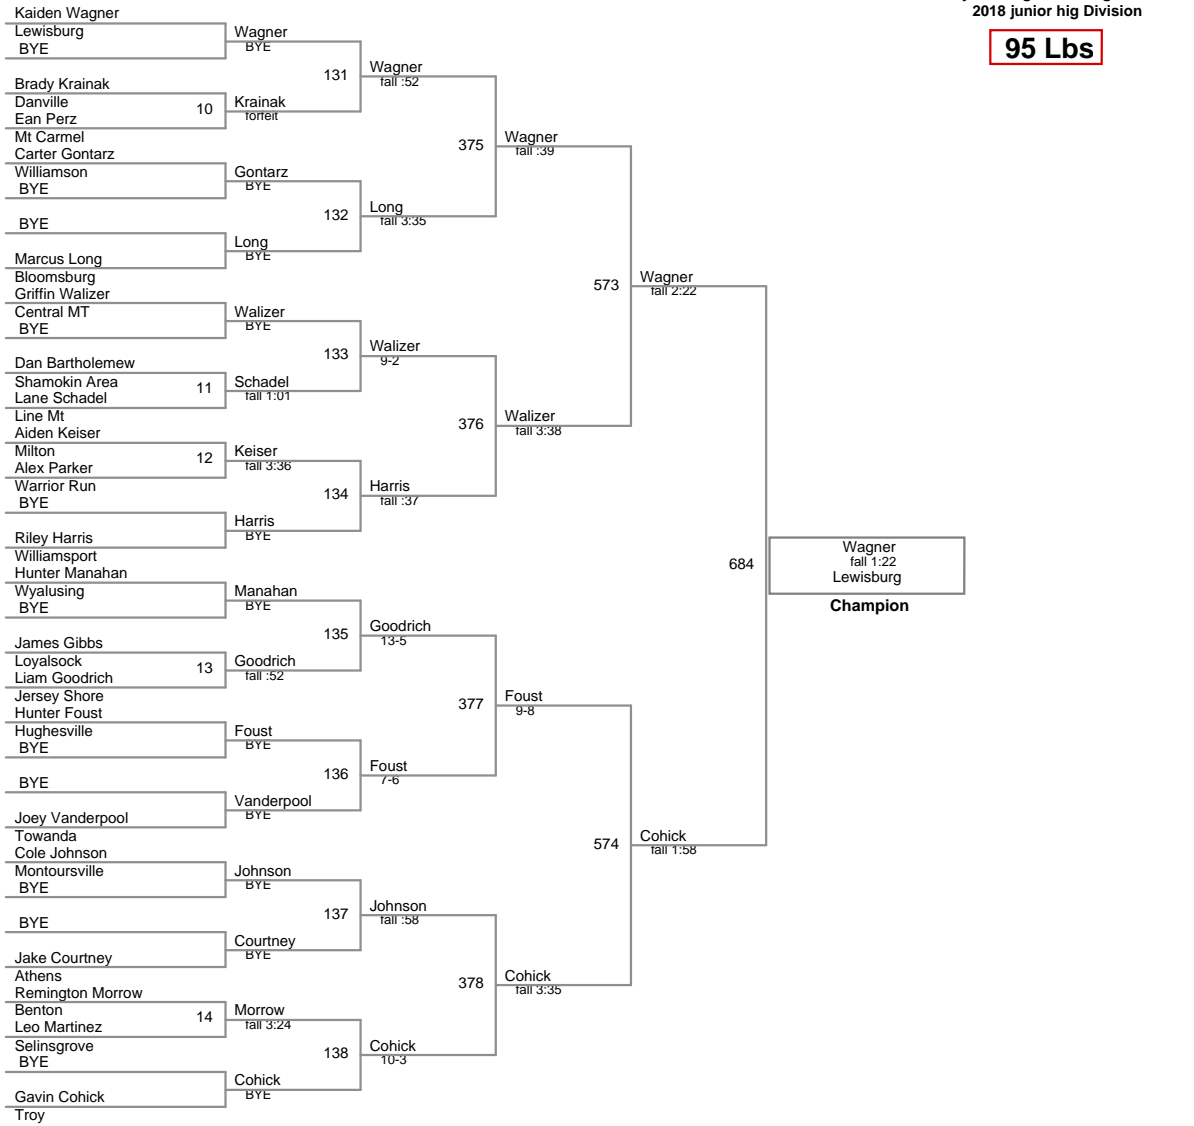 2018 junior hig Division
95 Lbs
Kaiden Wagner
Lewisburg
BYE
Brady Krainak
Danville
Ean Perz
Mt Carmel
Carter Gontarz
Williamson
BYE
BYE
Marcus Long
Bloomsburg
Griffin Walizer
Central MT
BYE
Dan Bartholemew
Shamokin Area
Lane Schadel
Line Mt
Aiden Keiser
Milton
Alex Parker
Warrior Run
BYE
Riley Harris
Williamsport
Hunter Manahan
Wyalusing
BYE
James Gibbs
Loyalsock
Liam Goodrich
Jersey Shore
Hunter Foust
Hughesville
BYE
BYE
Joey Vanderpool
Towanda
Cole Johnson
Montoursville
BYE
BYE
Jake Courtney
Athens
Remington Morrow
Benton
Leo Martinez
Selinsgrove
BYE
Gavin Cohick
Troy
10
11
12
13
14
Wagner
BYE
Krainak
forfeit
Gontarz
BYE
Long
BYE
Walizer
BYE
Schadel
fall 1:01
Keiser
fall 3:36
Harris
BYE
Manahan
BYE
Goodrich
fall :52
Foust
BYE
Vanderpool
BYE
Johnson
BYE
Courtney
BYE
Morrow
fall 3:24
Cohick
BYE
131
132
133
134
135
136
137
138
Wagner
fall :52
Long
fall 3:35
Walizer
9-2
Harris
fall :37
Goodrich
13-5
Foust
7-6
Johnson
fall :58
Cohick
10-3
375
376
377
378
Wagner
fall :39
Walizer
fall 3:38
Foust
9-8
Cohick
fall 3:35
573
574
Wagner
fall 2:22
Cohick
fall 1:58
684
Wagner
fall 1:22
Lewisburg
Champion